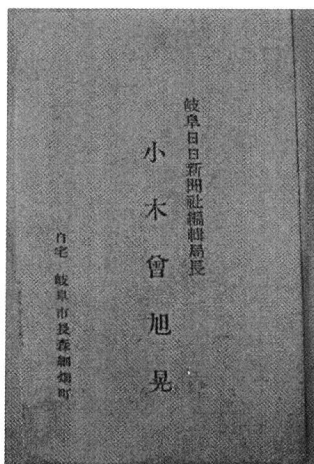 岐阜日日新聞社編輯局長
小木曾旭晃
自宅 岐阜市長森細畑町